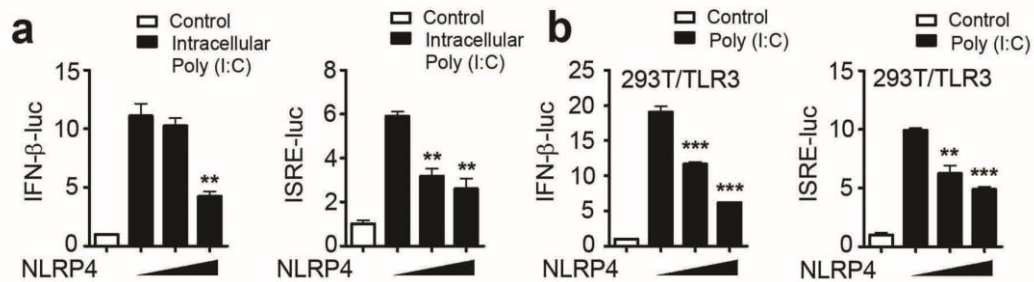 a
Control
Intracellular
Poly (I:C)
IFN-β-luc
15
10
5
0
**
NLRP4
Control
Intracellular
Poly (I:C)
ISRE-luc
8
6
4
2
0
**
**
NLRP4
b
Control
Poly (I:C)
293T/TLR3
IFN-β-luc
25
20
15
10
5
0
***
***
NLRP4
Control
Poly (I:C)
293T/TLR3
ISRE-luc
15
10
5
0
**
***
NLRP4